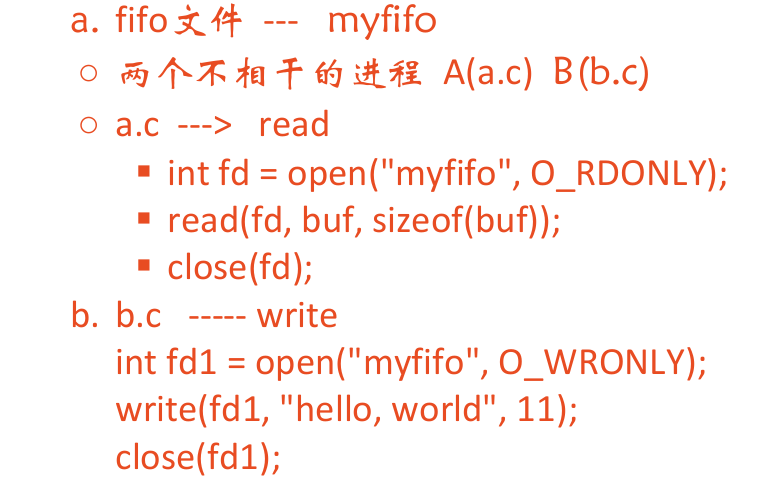 a. fifo文件 --- myfifo
○ 两个不相干的进程 A(a.c) B(b.c)
○ a.c ---> read
▪ int fd = open("myfifo", O_RDONLY);
▪ read(fd, buf, sizeof(buf));
▪ close(fd);
b. b.c ----- write
int fd1 = open("myfifo", O_WRONLY);
write(fd1, "hello, world", 11);
close(fd1);